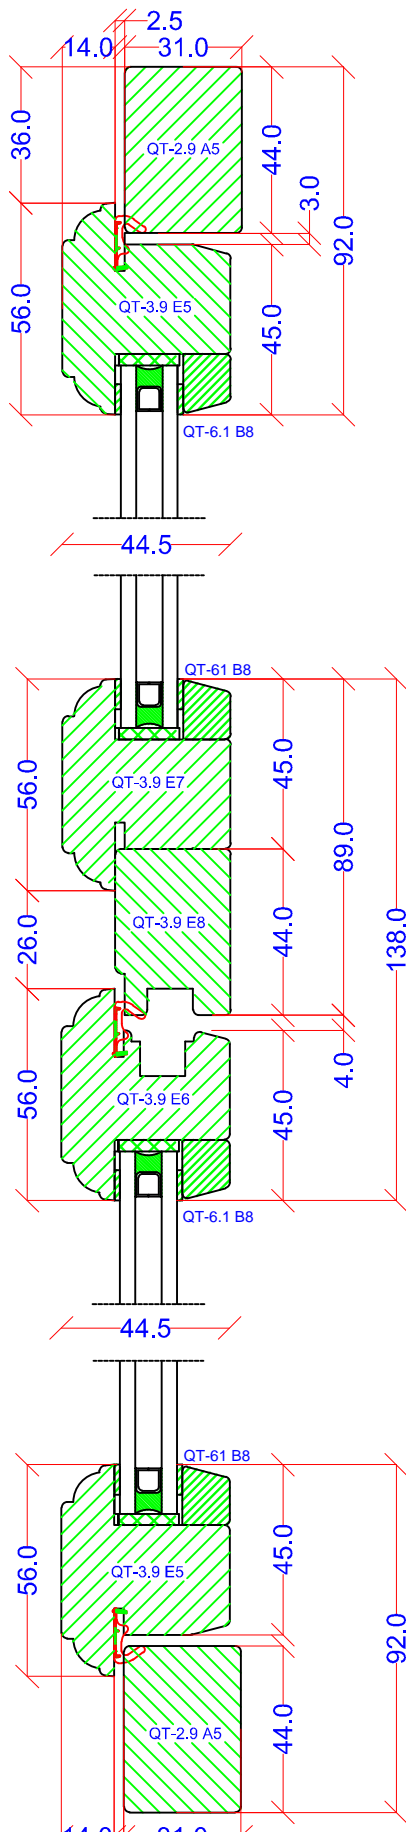 2.5
14.0
31.0
36.0
QT-2.9 A5
44.0
3.0
92.0
56.0
QT-3.9 E5
45.0
QT-6.1 B8
44.5
QT-61 B8
56.0
QT-3.9 E7
45.0
89.0
26.0
QT-3.9 E8
44.0
138.0
4.0
56.0
QT-3.9 E6
45.0
QT-6.1 B8
44.5
QT-61 B8
56.0
QT-3.9 E5
45.0
92.0
QT-2.9 A5
44.0